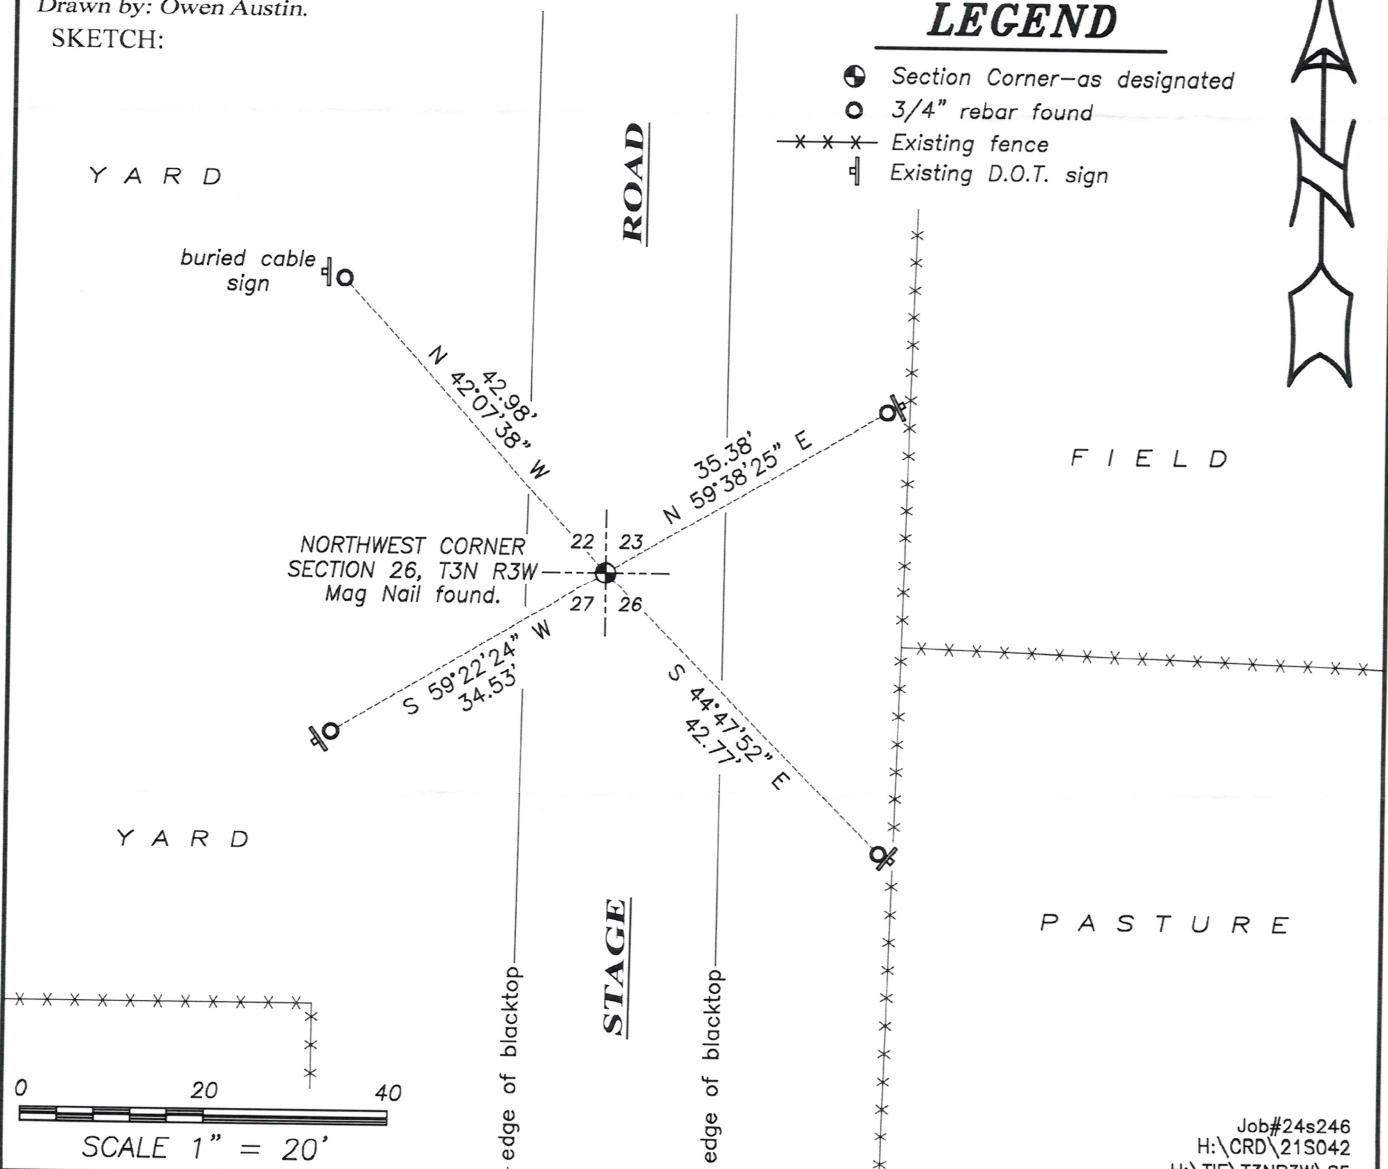 Drawn by: Owen Austin.
SKETCH:
LEGEND
Section Corner-as designated
3/4" rebar found
Existing fence
Existing D.O.T. sign
N
YARD
ROAD
buried cable
sign
42.98'
N 42°07'38" W
35.38'
N 59°38'25" E
FIELD
22 23
NORTHWEST CORNER
SECTION 26, T3N R3W
Mag Nail found.
27 26
S 59°22'24" W
34.53'
S 44°47'52" E
42.77'
YARD
PASTURE
STAGE
edge of blacktop
edge of blacktop
0 20 40
SCALE 1" = 20'
Job#24s246
H:\CRD\21S042